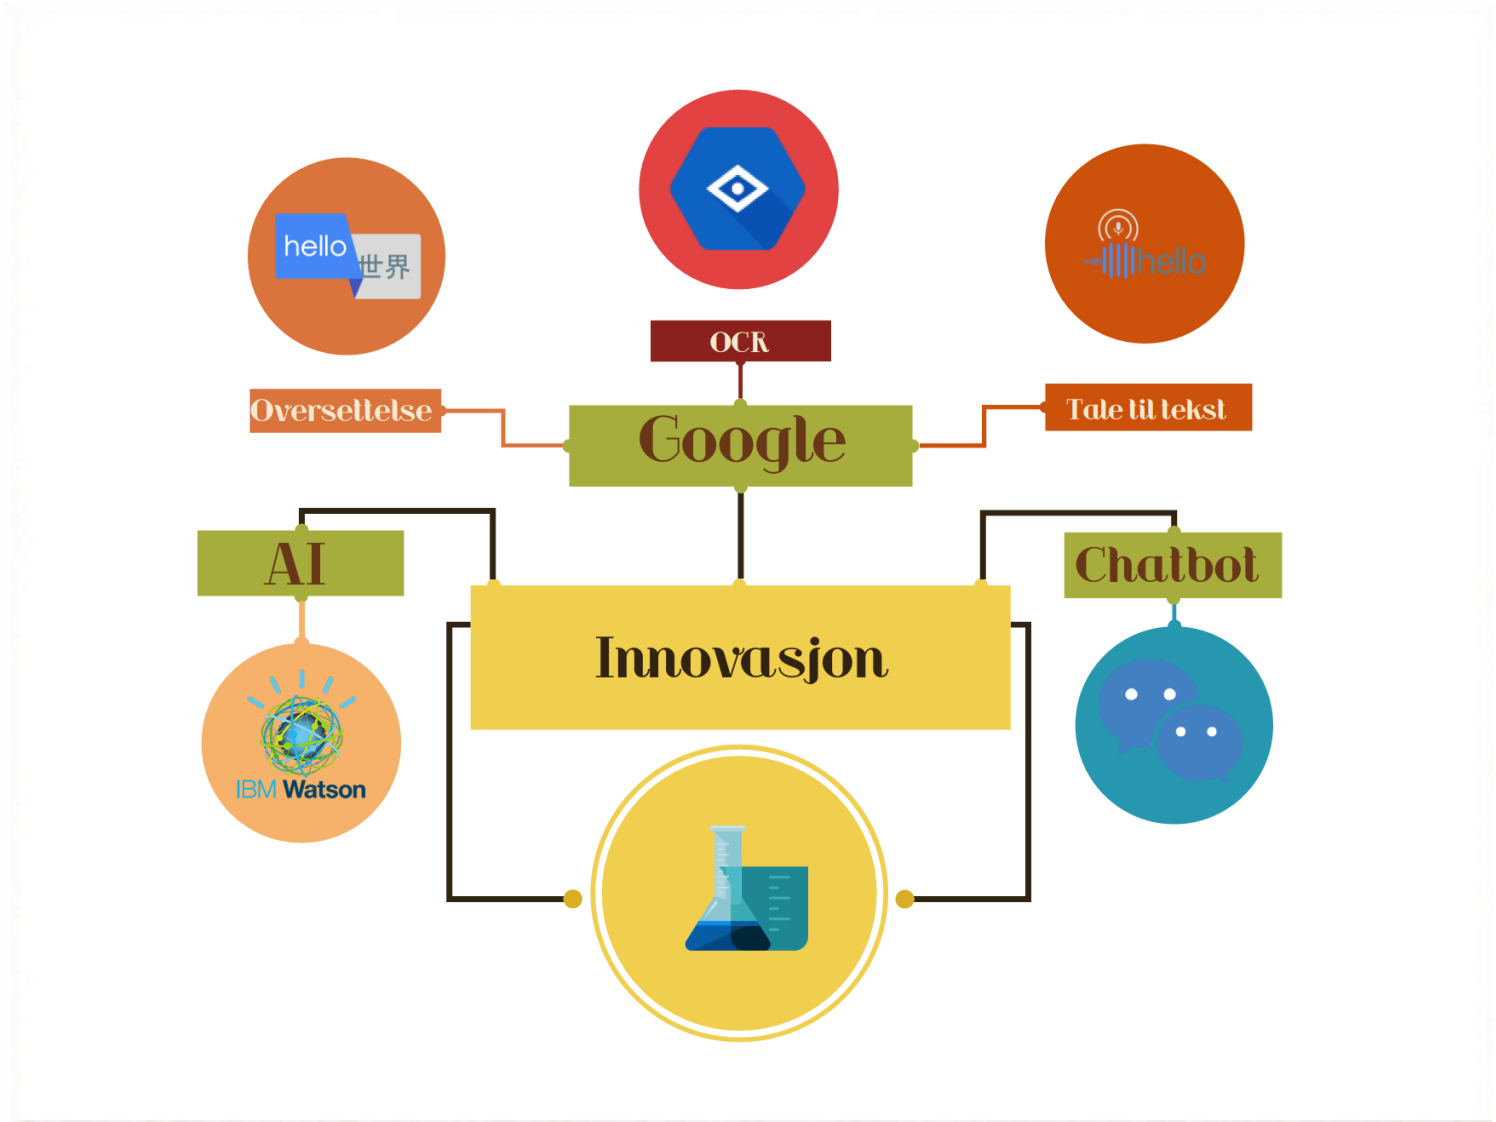 hello
世界
hello
OCR
Oversettelse
Google
Tale til tekst
AI
Chatbot
Innovasjon
IBM Watson